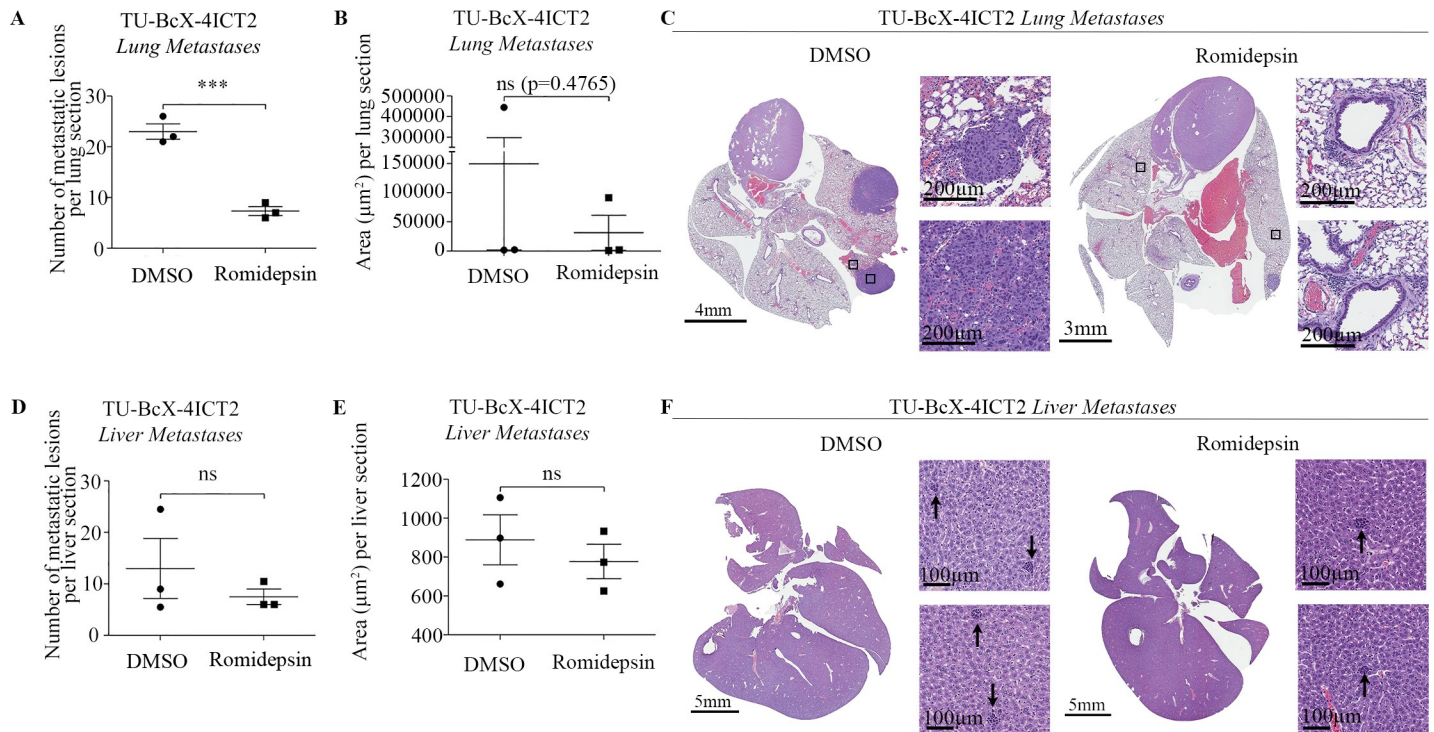 A
TU-BcX-4ICT2
Lung Metastases
Number of metastatic lesions
per lung section
***
30
20
10
0
DMSO
Romidepsin
B
TU-BcX-4ICT2
Lung Metastases
Area (µm²) per lung section
ns (p=0.4765)
500000
400000
300000
150000
100000
50000
0
DMSO
Romidepsin
C
TU-BcX-4ICT2 Lung Metastases
DMSO
Romidepsin
200µm
200µm
4mm
200µm
200µm
3mm
D
TU-BcX-4ICT2
Liver Metastases
Number of metastatic lesions
per liver section
ns
30
20
10
0
DMSO
Romidepsin
E
TU-BcX-4ICT2
Liver Metastases
Area (µm²) per liver section
ns
1200
1000
800
600
400
DMSO
Romidepsin
F
TU-BcX-4ICT2 Liver Metastases
DMSO
Romidepsin
100µm
100µm
5mm
100µm
100µm
5mm